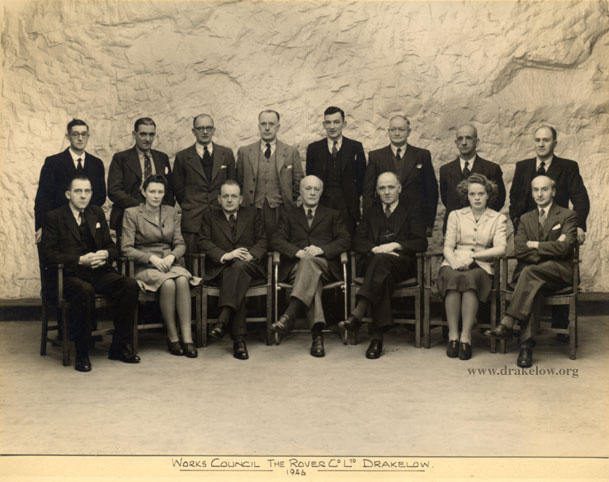 www.drakelow.org
WORKS COUNCIL THE ROVER Co LTD DRAKELOW.
1946